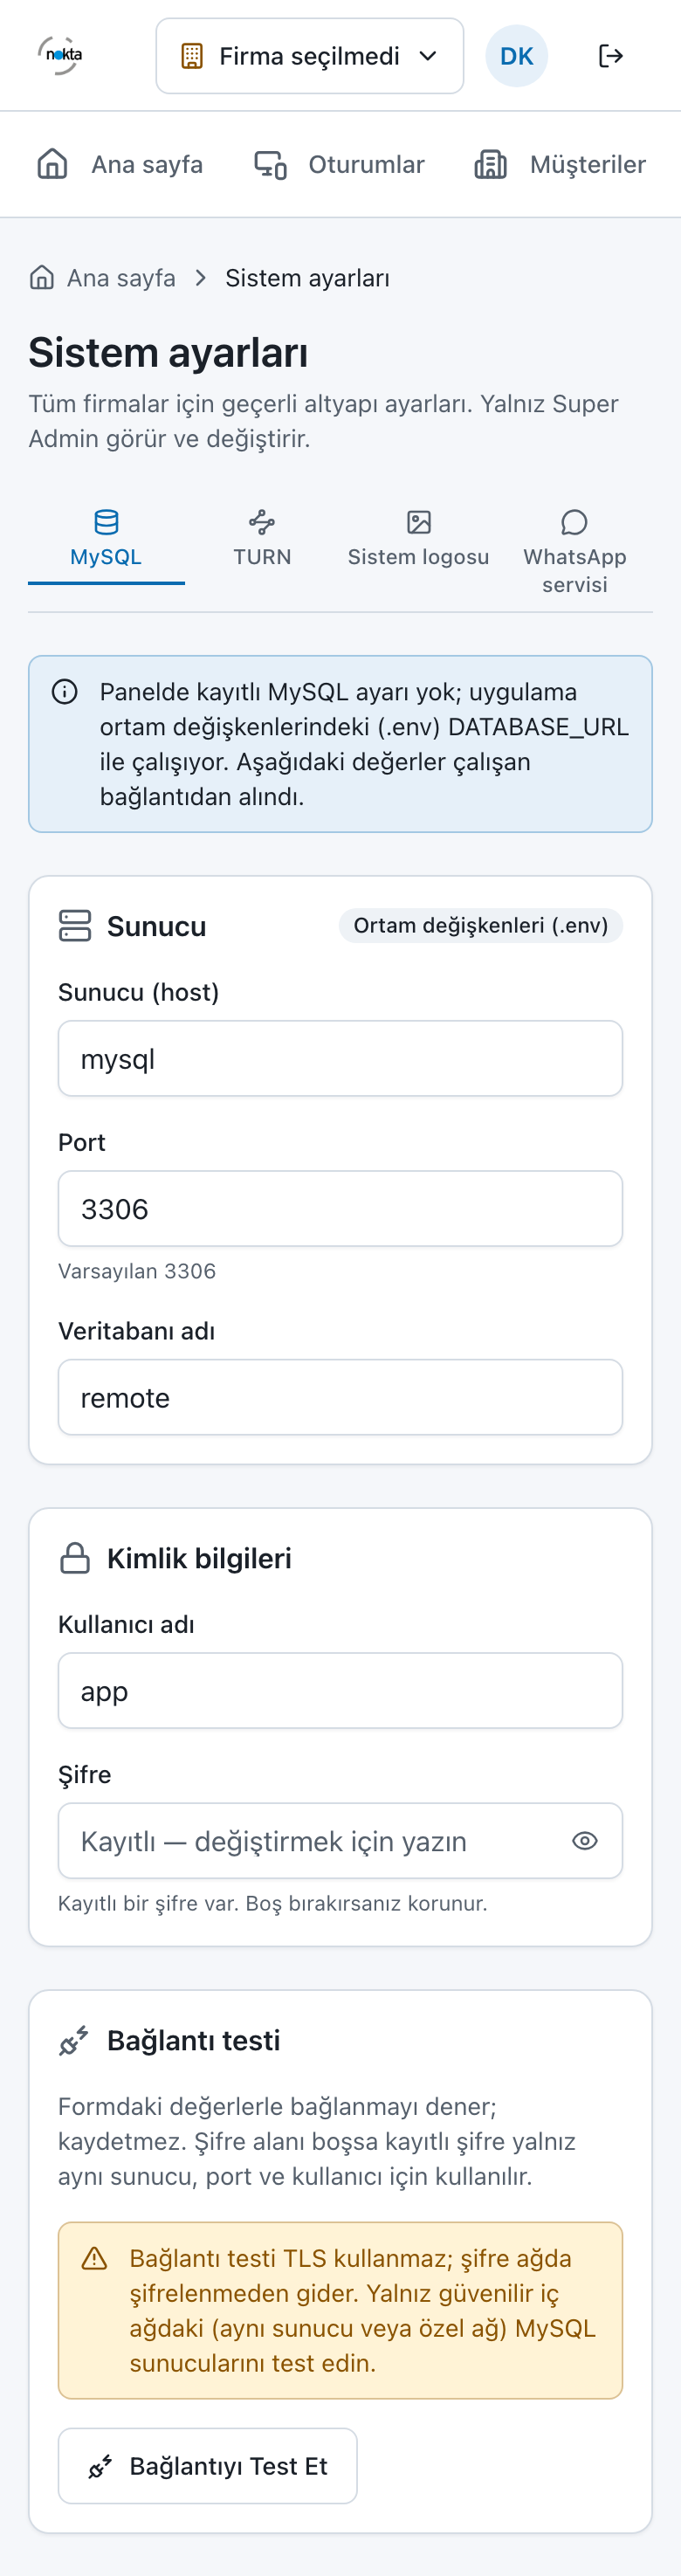 nokta
Firma seçilmedi
DK
Ana sayfa
Oturumlar
Müşteriler
Ana sayfa
Sistem ayarları
Sistem ayarları
Tüm firmalar için geçerli altyapı ayarları. Yalnız Super
Admin görür ve değiştirir.
MySQL
TURN
Sistem logosu
WhatsApp
servisi
Panelde kayıtlı MySQL ayarı yok; uygulama
ortam değişkenlerindeki (.env) DATABASE_URL
ile çalışıyor. Aşağıdaki değerler çalışan
bağlantıdan alındı.
Sunucu
Ortam değişkenleri (.env)
Sunucu (host)
mysql
Port
3306
Varsayılan 3306
Veritabanı adı
remote
Kimlik bilgileri
Kullanıcı adı
app
Şifre
Kayıtlı — değiştirmek için yazın
Kayıtlı bir şifre var. Boş bırakırsanız korunur.
Bağlantı testi
Formdaki değerlerle bağlanmayı dener;
kaydetmez. Şifre alanı boşsa kayıtlı şifre yalnız
aynı sunucu, port ve kullanıcı için kullanılır.
Bağlantı testi TLS kullanmaz; şifre ağda
şifrelenmeden gider. Yalnız güvenilir iç
ağdaki (aynı sunucu veya özel ağ) MySQL
sunucularını test edin.
Bağlantıyı Test Et